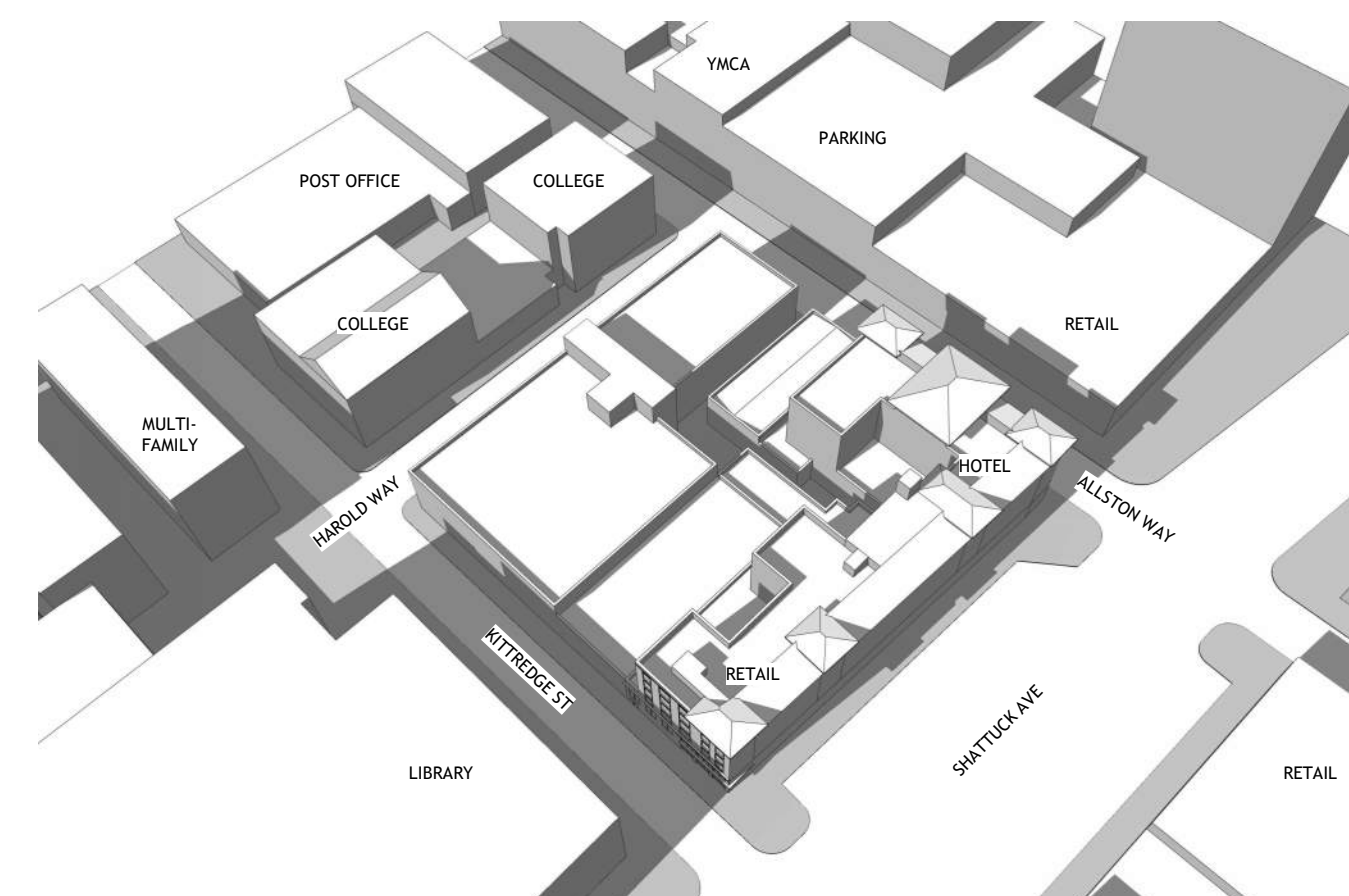 YMCA
PARKING
POST OFFICE
COLLEGE
COLLEGE
RETAIL
MULTI-
FAMILY
HOTEL
HAROLD WAY
ALLSTON WAY
KITTREDGE ST
RETAIL
SHATTUCK AVE
LIBRARY
RETAIL